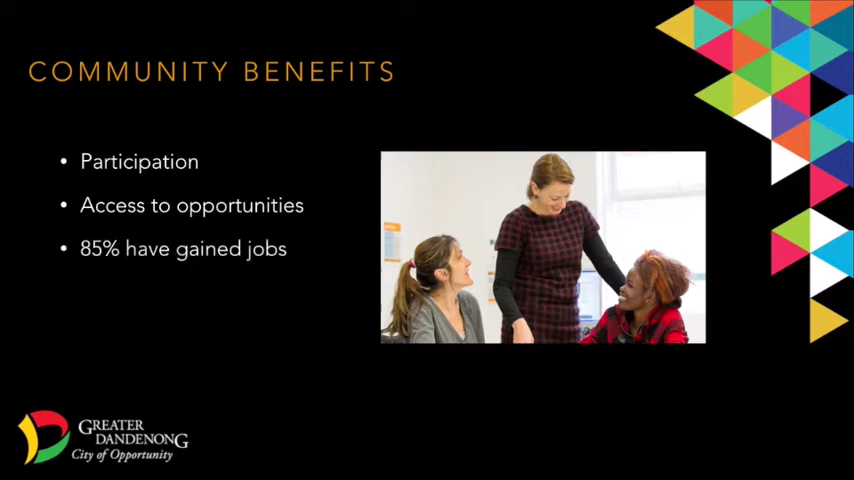 COMMUNITY BENEFITS
• Participation
• Access to opportunities
• 85% have gained jobs
GREATER
DANDENONG
City of Opportunity